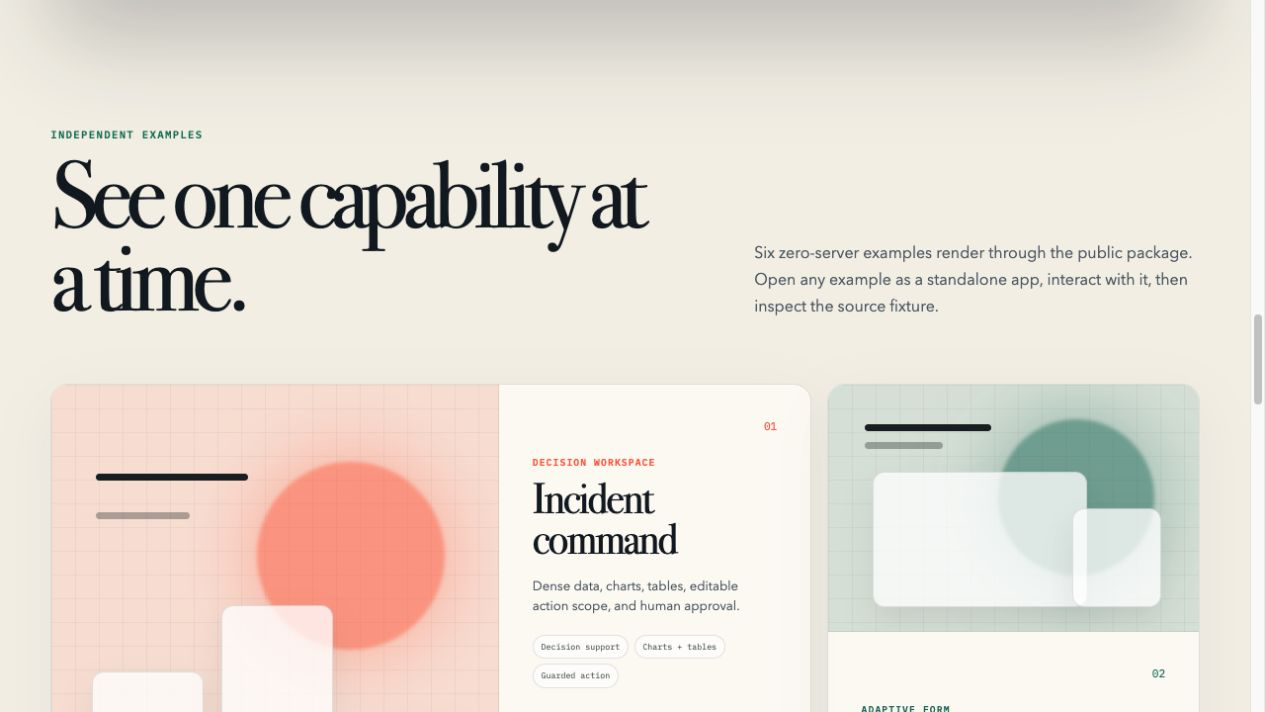 INDEPENDENT EXAMPLES
See one capability at
a time.
Six zero-server examples render through the public package.
Open any example as a standalone app, interact with it, then
inspect the source fixture.
01
DECISION WORKSPACE
Incident
command
Dense data, charts, tables, editable
action scope, and human approval.
Decision support
Charts + tables
Guarded action
02
ADAPTIVE FORM